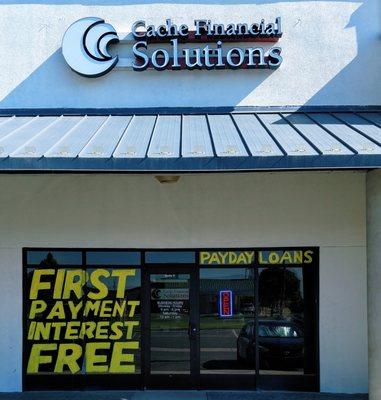 Cache Financial
Solutions
PAYDAY LOANS
FIRST
PAYMENT
INTEREST
FREE